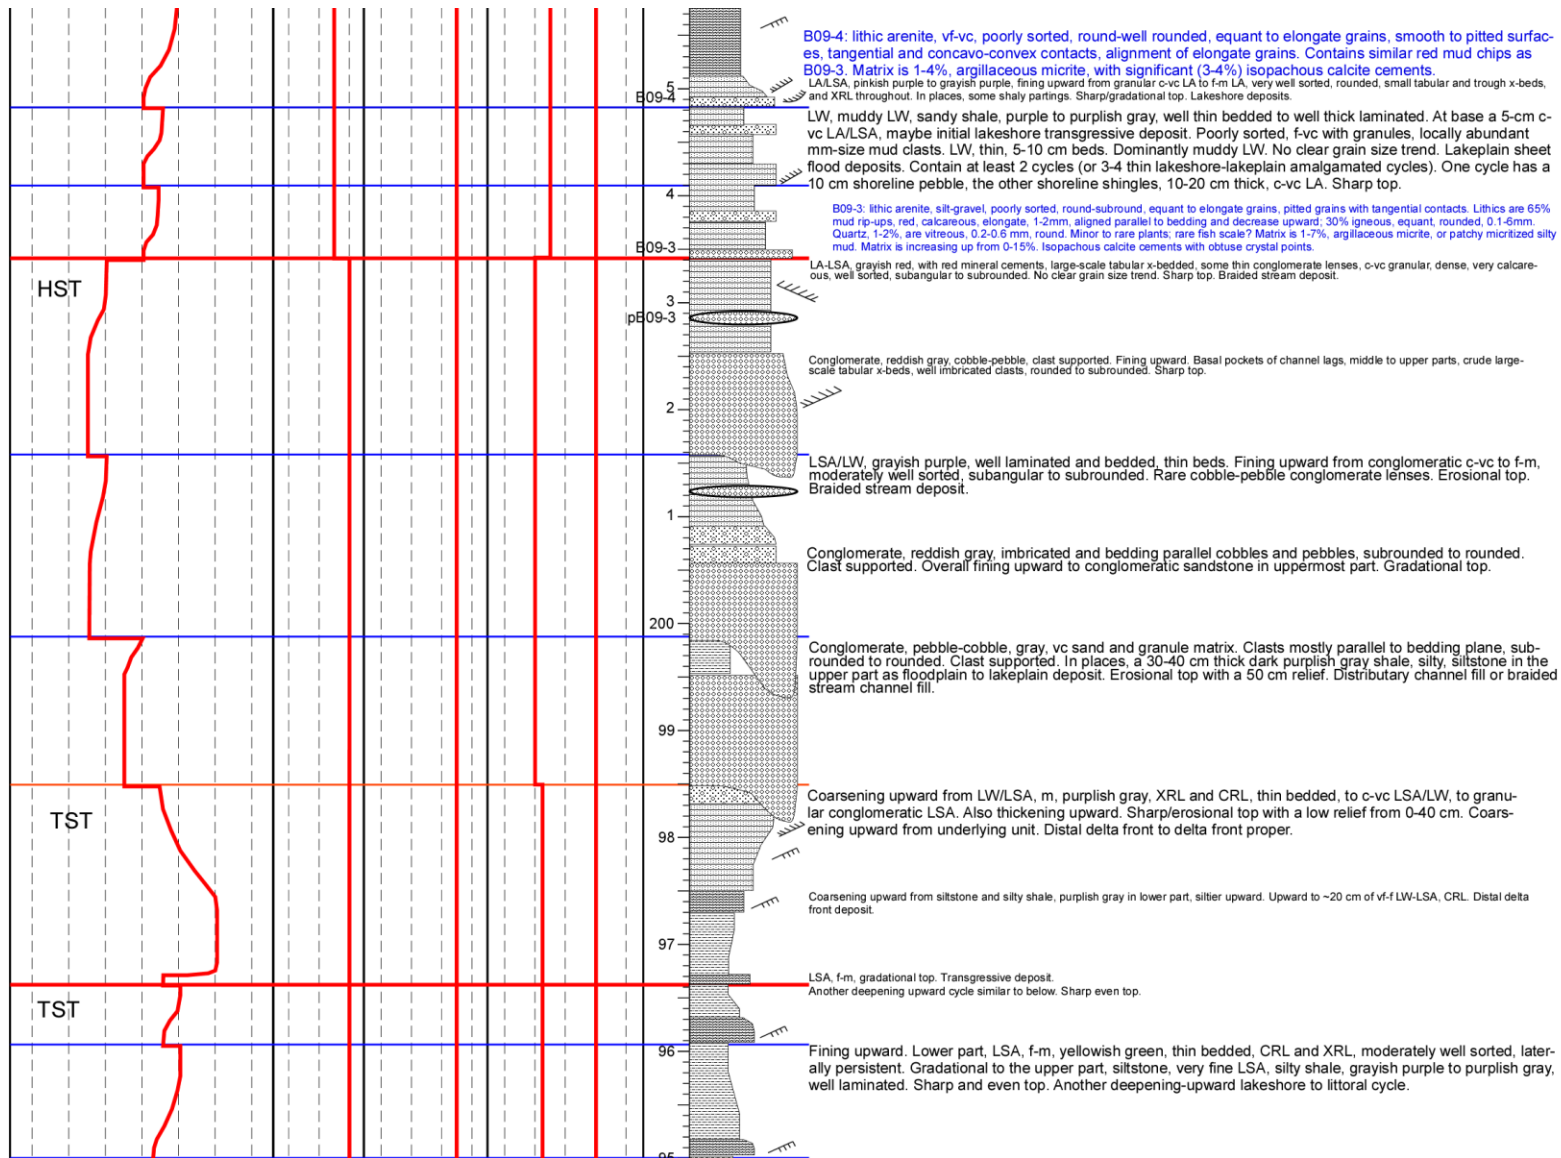 B09-4: lithic arenite, vf-vc, poorly sorted, round-well rounded, equant to elongate grains, smooth to pitted surfac-
es, tangential and concavo-convex contacts, alignment of elongate grains. Contains similar red mud chips as
B09-3. Matrix is 1-4%, argillaceous micrite, with significant (3-4%) isopachous calcite cements.
LA/LSA, pinkish purple to grayish purple, fining upward from granular c-vc LA to f-m LA, very well sorted, rounded, small tabular and trough x-beds,
and XRL throughout. In places, some shaly partings. Sharp/gradational top. Lakeshore deposits.
5
B09-4
LW, muddy LW, sandy shale, purple to purplish gray, well thin bedded to well thick laminated. At base a 5-cm c-
vc LA/LSA, maybe initial lakeshore transgressive deposit. Poorly sorted, f-vc with granules, locally abundant
mm-size mud clasts. LW, thin, 5-10 cm beds. Dominantly muddy LW. No clear grain size trend. Lakeplain sheet
flood deposits. Contain at least 2 cycles (or 3-4 thin lakeshore-lakeplain amalgamated cycles). One cycle has a
10 cm shoreline pebble, the other shoreline shingles, 10-20 cm thick, c-vc LA. Sharp top.
4
B09-3: lithic arenite, silt-gravel, poorly sorted, round-subround, equant to elongate grains, pitted grains with tangential contacts. Lithics are 65%
mud rip-ups, red, calcareous, elongate, 1-2mm, aligned parallel to bedding and decrease upward; 30% igneous, equant, rounded, 0.1-6mm.
Quartz, 1-2%, are vitreous, 0.2-0.6 mm, round. Minor to rare plants; rare fish scale? Matrix is 1-7%, argillaceous micrite, or patchy micritized silty
mud. Matrix is increasing up from 0-15%. Isopachous calcite cements with obtuse crystal points.
B09-3
LA-LSA, grayish red, with red mineral cements, large-scale tabular x-bedded, some thin conglomerate lenses, c-vc granular, dense, very calcare-
ous, well sorted, subangular to subrounded. No clear grain size trend. Sharp top. Braided stream deposit.
HST
3
pB09-3
Conglomerate, reddish gray, cobble-pebble, clast supported. Fining upward. Basal pockets of channel lags, middle to upper parts, crude large-
scale tabular x-beds, well imbricated clasts, rounded to subrounded. Sharp top.
2
LSA/LW, grayish purple, well laminated and bedded, thin beds. Fining upward from conglomeratic c-vc to f-m,
moderately well sorted, subangular to subrounded. Rare cobble-pebble conglomerate lenses. Erosional top.
Braided stream deposit.
1
Conglomerate, reddish gray, imbricated and bedding parallel cobbles and pebbles, subrounded to rounded.
Clast supported. Overall fining upward to conglomeratic sandstone in uppermost part. Gradational top.
200
Conglomerate, pebble-cobble, gray, vc sand and granule matrix. Clasts mostly parallel to bedding plane, sub-
rounded to rounded. Clast supported. In places, a 30-40 cm thick dark purplish gray shale, silty, siltstone in the
upper part as floodplain to lakeplain deposit. Erosional top with a 50 cm relief. Distributary channel fill or braided
stream channel fill.
99
Coarsening upward from LW/LSA, m, purplish gray, XRL and CRL, thin bedded, to c-vc LSA/LW, to granu-
lar conglomeratic LSA. Also thickening upward. Sharp/erosional top with a low relief from 0-40 cm. Coars-
ening upward from underlying unit. Distal delta front to delta front proper.
TST
98
Coarsening upward from siltstone and silty shale, purplish gray in lower part, siltier upward. Upward to ~20 cm of vf-f LW-LSA, CRL. Distal delta
front deposit.
97
LSA, f-m, gradational top. Transgressive deposit.
Another deepening upward cycle similar to below. Sharp even top.
TST
96
Fining upward. Lower part, LSA, f-m, yellowish green, thin bedded, CRL and XRL, moderately well sorted, later-
ally persistent. Gradational to the upper part, siltstone, very fine LSA, silty shale, grayish purple to purplish gray,
well laminated. Sharp and even top. Another deepening-upward lakeshore to littoral cycle.
95